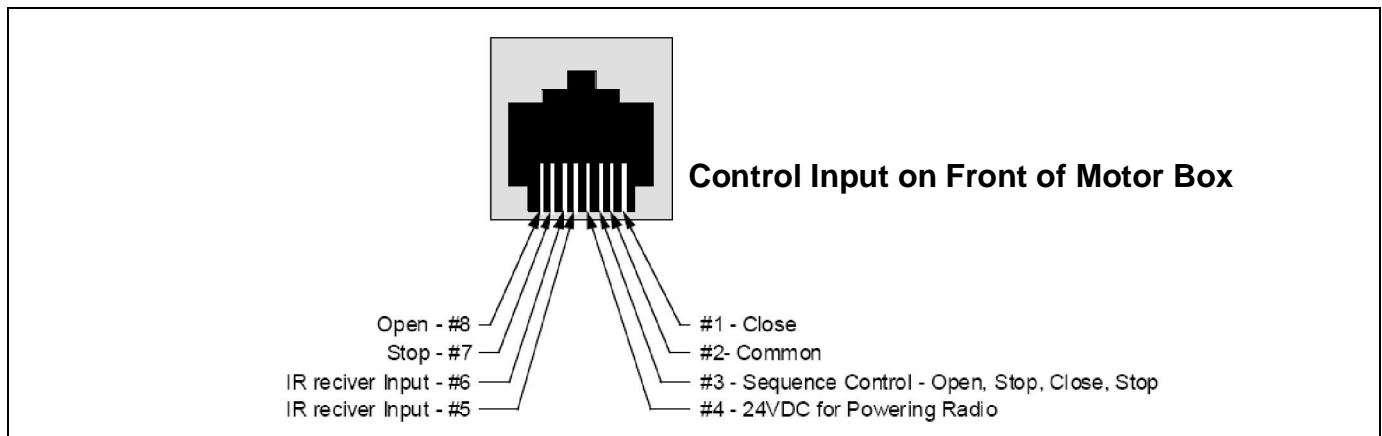 Control Input on Front of Motor Box
Open - #8
Stop - #7
IR reciver Input - #6
IR reciver Input - #5
#1 - Close
#2- Common
#3 - Sequence Control - Open, Stop, Close, Stop
#4 - 24VDC for Powering Radio